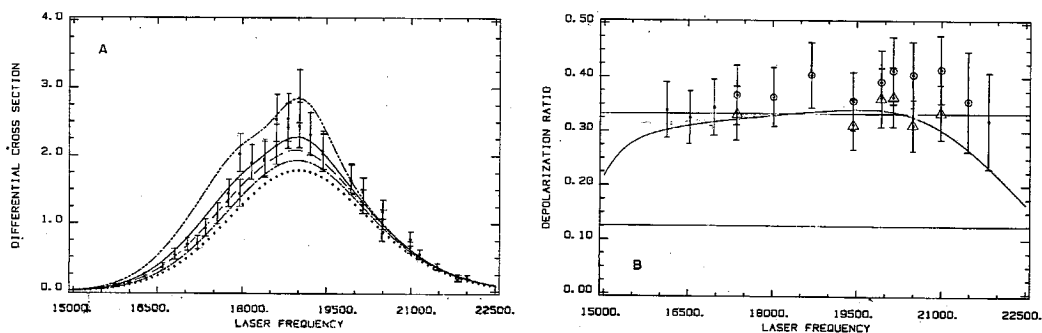 A
DIFFERENTIAL CROSS SECTION
4.0
3.0
2.0
1.0
0.0
15000. 16500. 18000. 19500. 21000. 22500.
LASER FREQUENCY
B
DEPOLARIZATION RATIO
0.50
0.40
0.30
0.20
0.10
0.00
15000. 16500. 18000. 19500. 21000. 22500.
LASER FREQUENCY